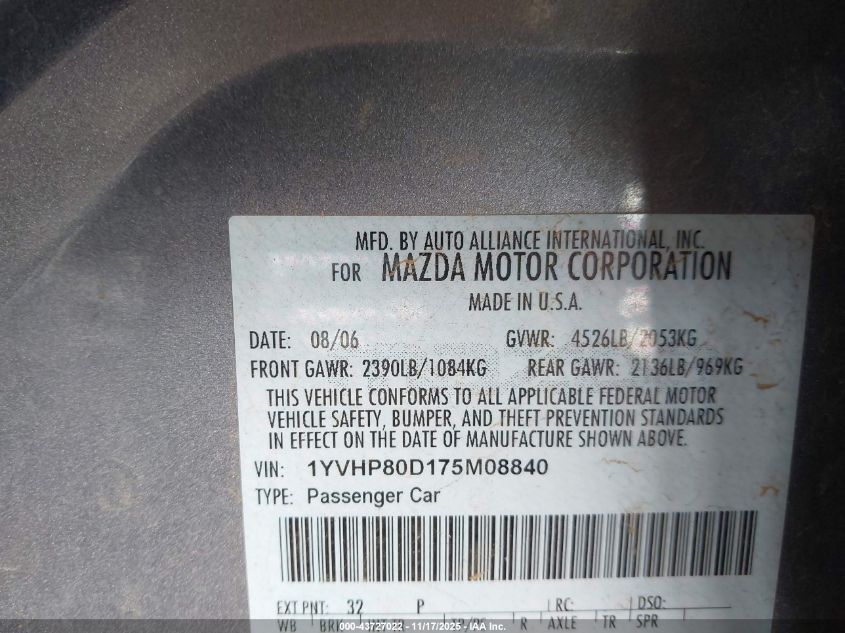 MFD. BY AUTO ALLIANCE INTERNATIONAL, INC.
FOR MAZDA MOTOR CORPORATION
MADE IN U.S.A.
DATE: 08/06 GVWR: 4526LB/2053KG
FRONT GAWR: 2390LB/1084KG REAR GAWR: 2136LB/969KG
THIS VEHICLE CONFORMS TO ALL APPLICABLE FEDERAL MOTOR
VEHICLE SAFETY, BUMPER, AND THEFT PREVENTION STANDARDS
IN EFFECT ON THE DATE OF MANUFACTURE SHOWN ABOVE.
VIN: 1YVHP80D175M08840
TYPE: Passenger Car
EXT PNT: 32 P RC: DSO:
WB R AXLE TR SPR
000-43727022 - 11/17/2025 - IAA Inc.